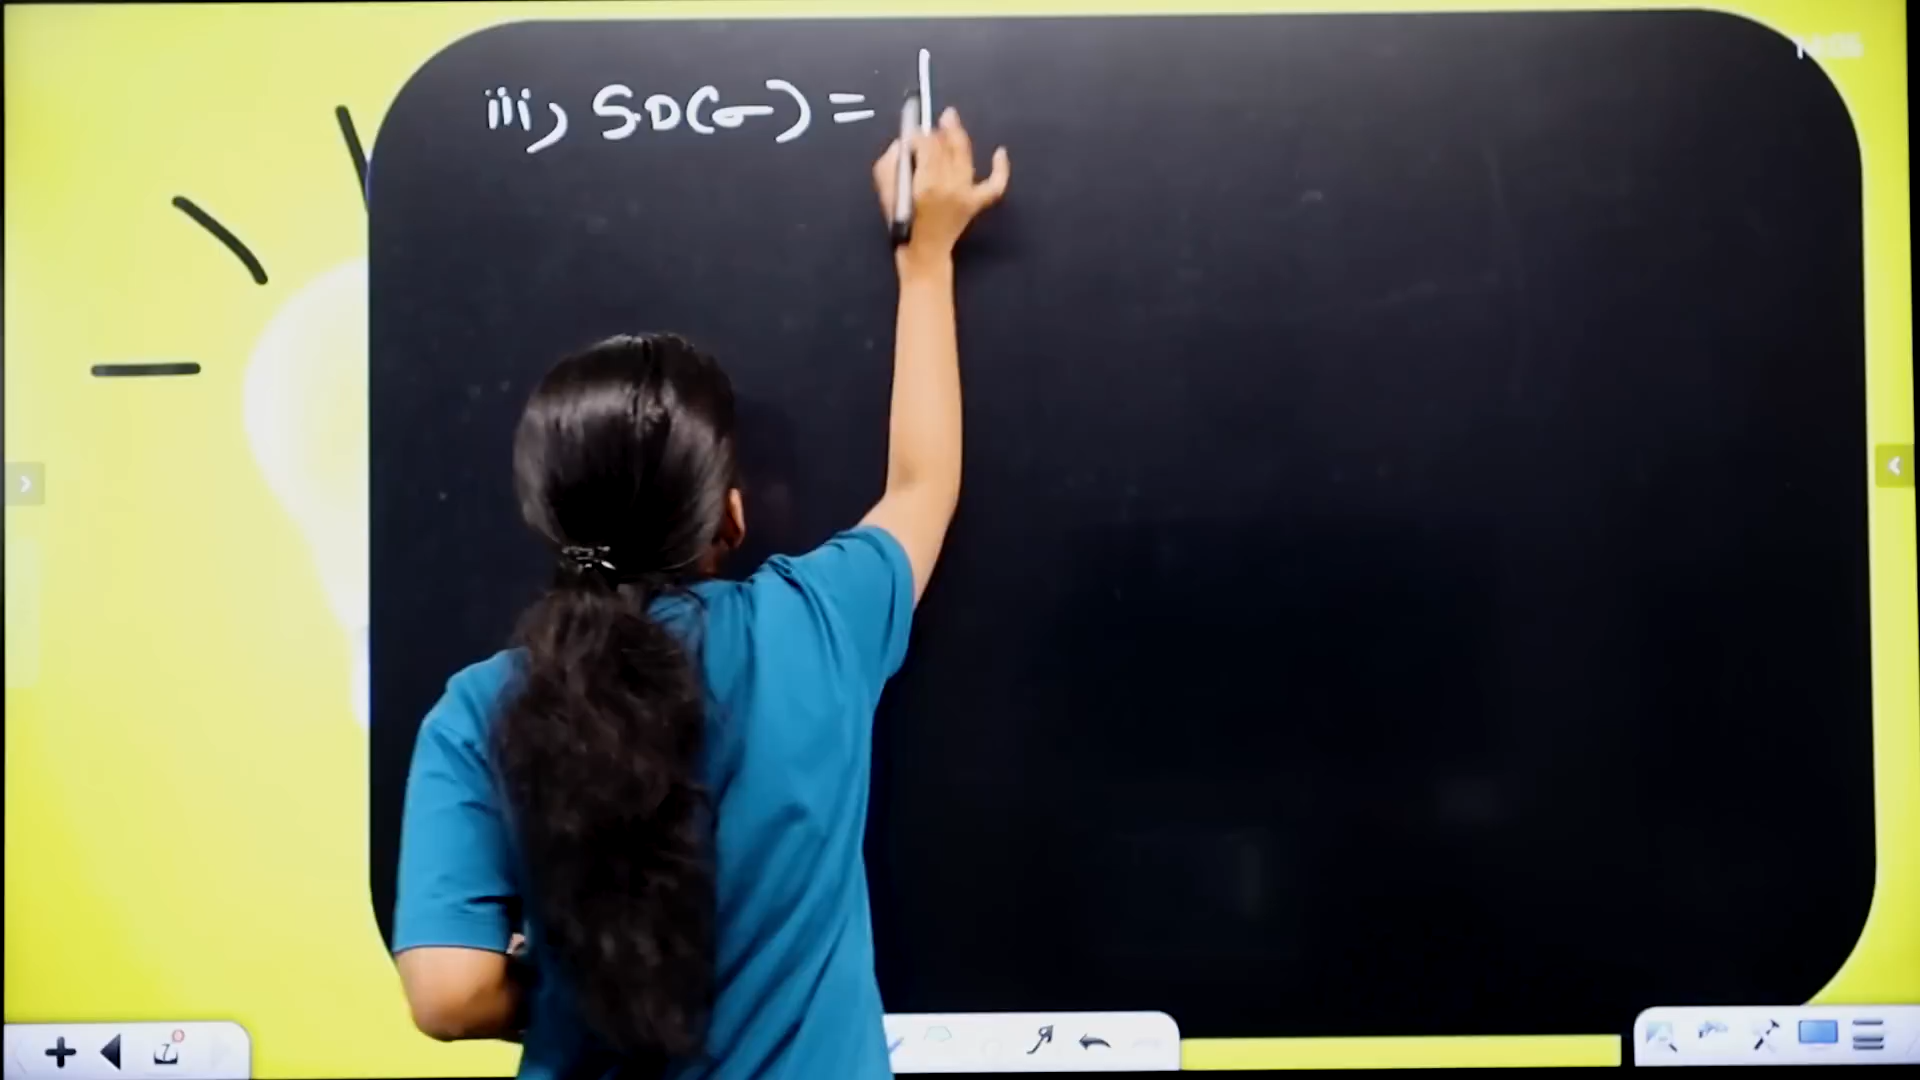 iii, SD(σ) =